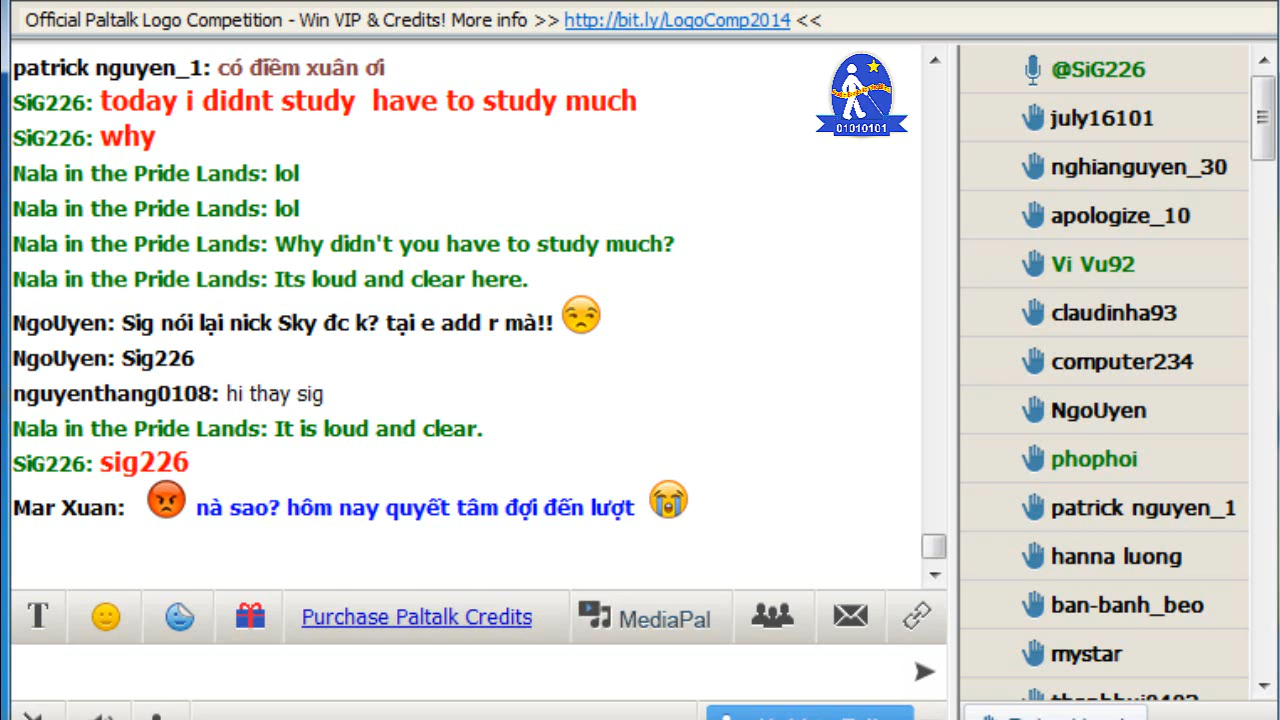 Official Paltalk Logo Competition - Win VIP & Credits! More info >> http://bit.ly/LogoComp2014 <<
patrick nguyen_1: có điềm xuân ơi
SiG226: today i didnt study have to study much
SiG226: why
Nala in the Pride Lands: lol
Nala in the Pride Lands: lol
Nala in the Pride Lands: Why didn't you have to study much?
Nala in the Pride Lands: Its loud and clear here.
NgoUyen: Sig nói lại nick Sky đc k? tại e add r mà!!
NgoUyen: Sig226
nguyenthang0108: hi thay sig
Nala in the Pride Lands: It is loud and clear.
SiG226: sig226
Mar Xuan: nà sao? hôm nay quyết tâm đợi đến lượt
01010101
Purchase Paltalk Credits
MediaPal
@SiG226
july16101
nghianguyen_30
apologize_10
Vi Vu92
claudinha93
computer234
NgoUyen
phophoi
patrick nguyen_1
hanna luong
ban-banh_beo
mystar